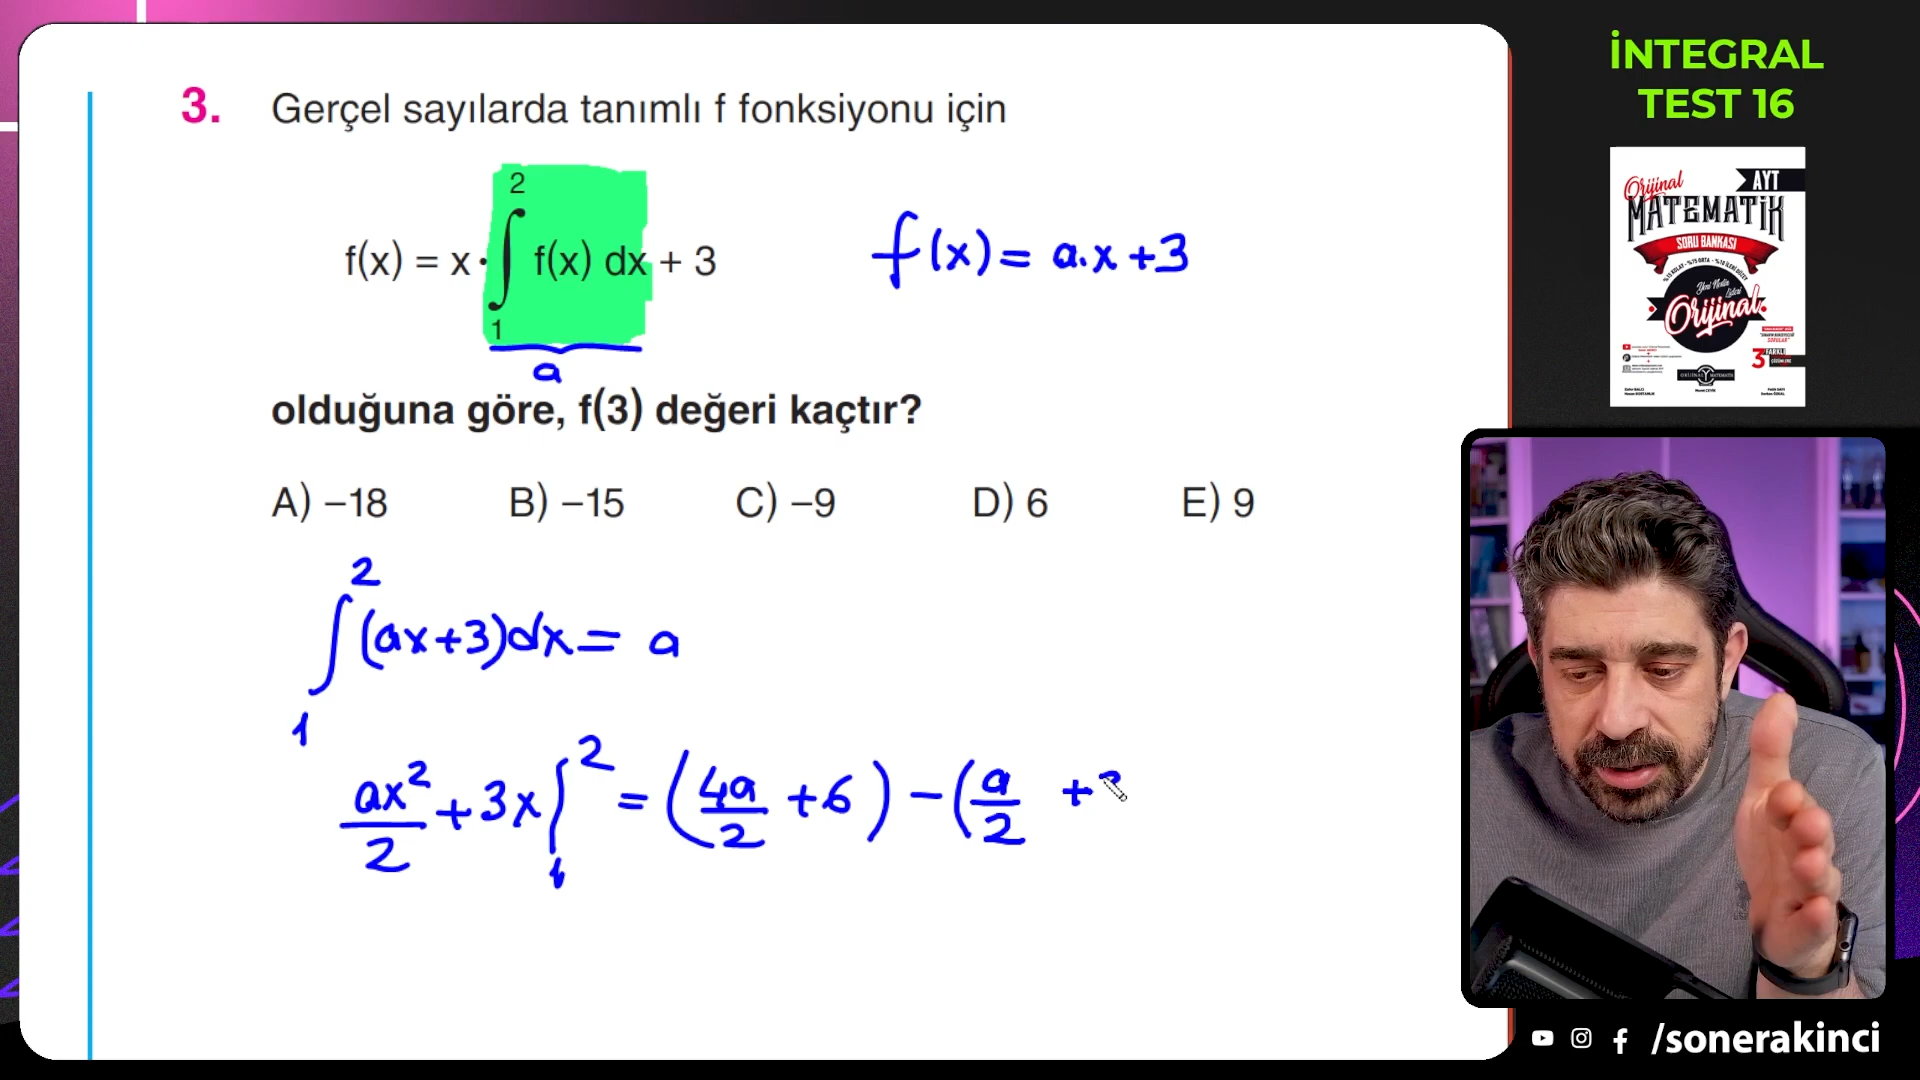 İNTEGRAL
TEST 16
3. Gerçel sayılarda tanımlı f fonksiyonu için
f(x) = x · ∫₁² f(x) dx + 3
a
f(x) = a.x + 3
olduğuna göre, f(3) değeri kaçtır?
A) –18 B) –15 C) –9 D) 6 E) 9
∫₁² (ax+3)dx = a
ax²/2 + 3x |₁² = (4a/2 + 6) – (a/2 +
Orijinal
AYT
MATEMATİK
SORU BANKASI
Orijinal
3 FARKLI
/sonerakinci